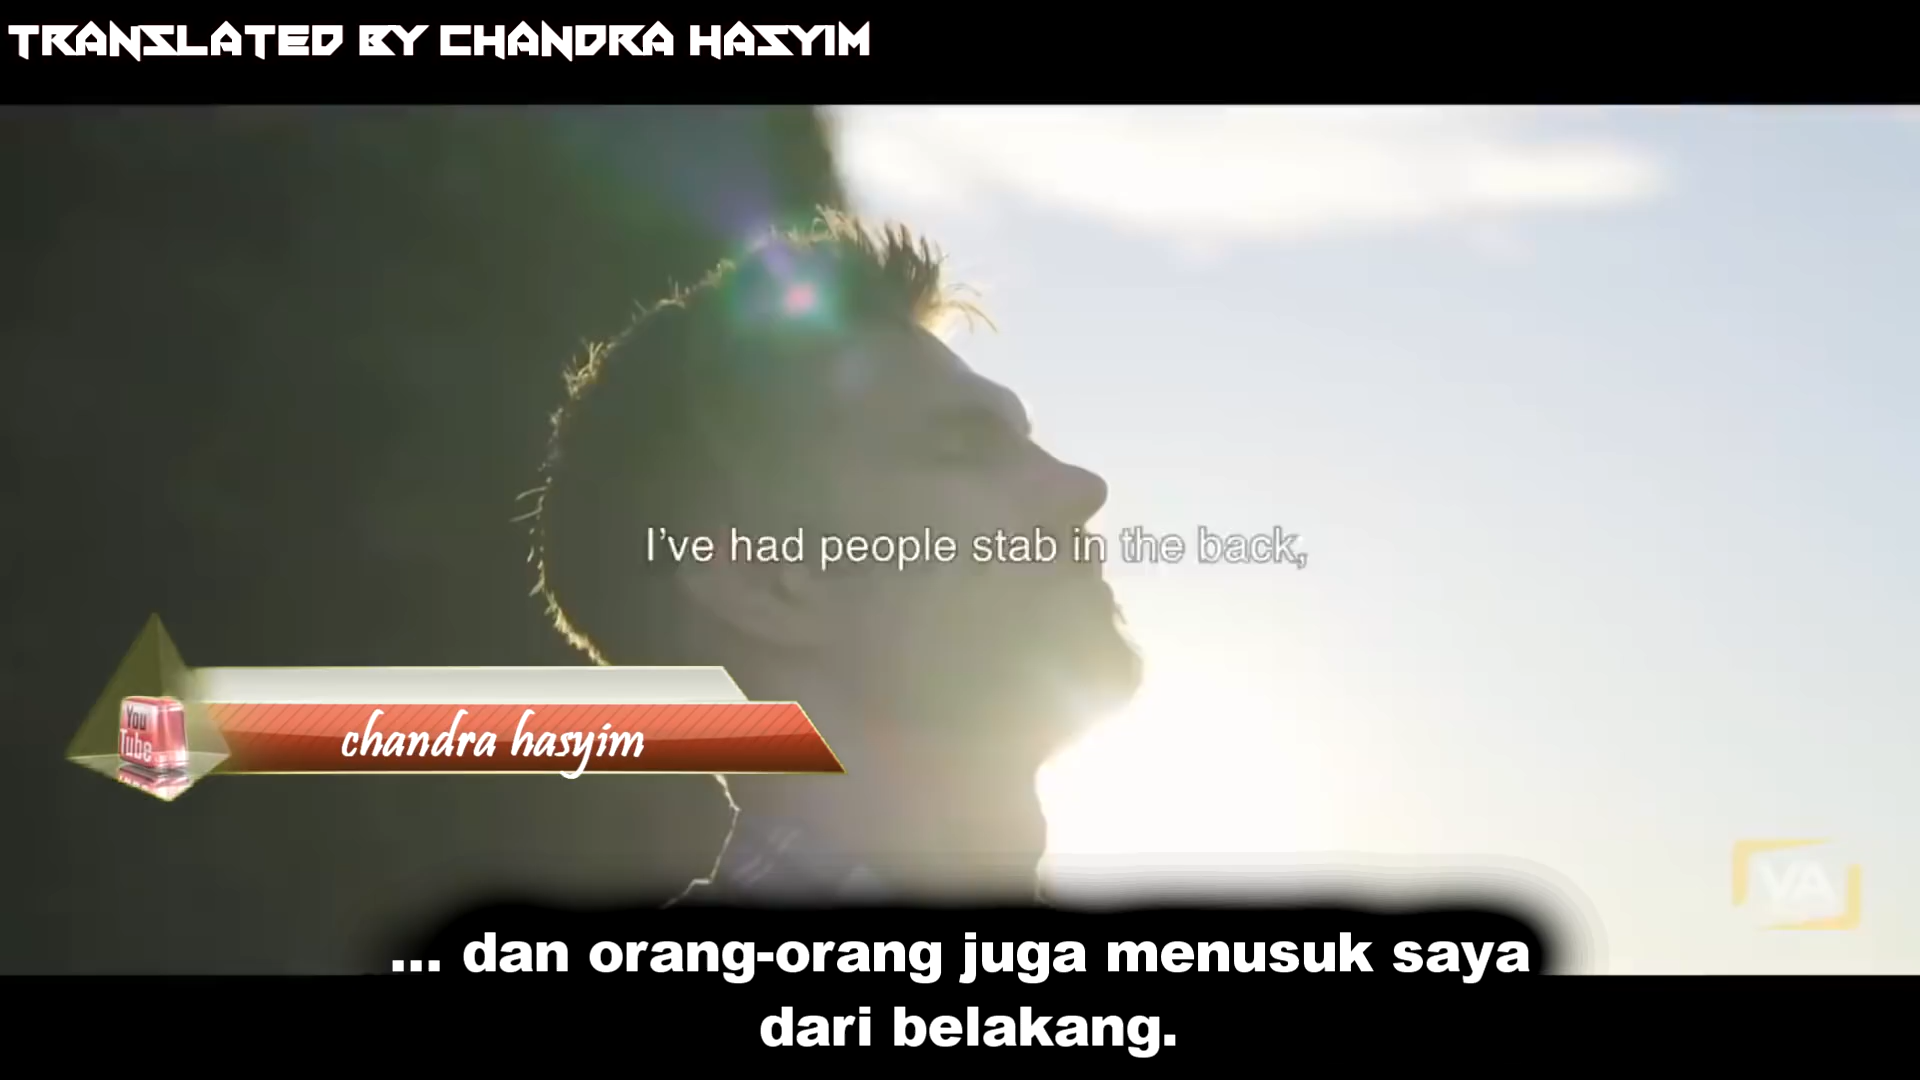 TRANSLATED BY CHANDRA HASYIM
I've had people stab in the back,
You
Tube
chandra hasyim
VA
... dan orang-orang juga menusuk saya
dari belakang.